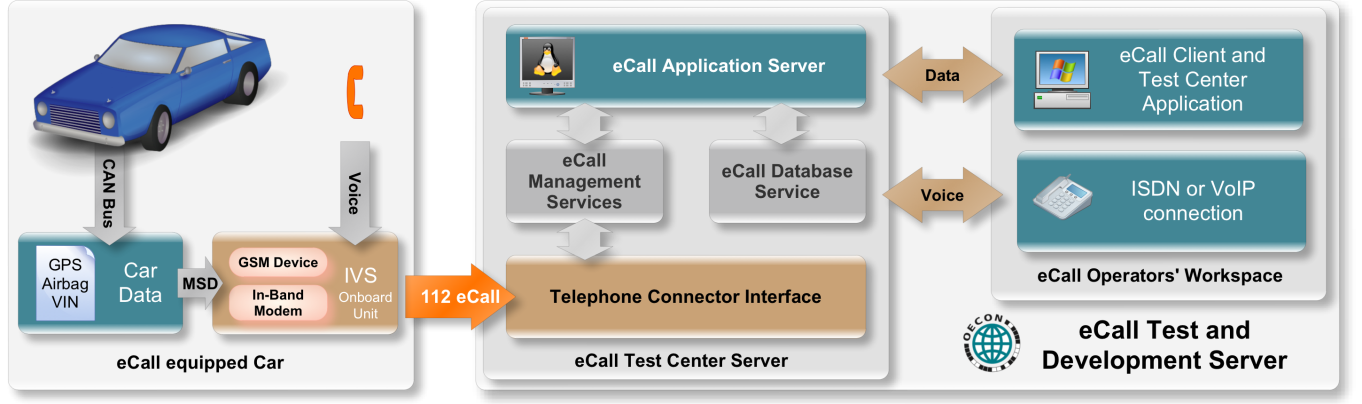 CAN Bus
Voice
GPS
Airbag
VIN
Car
Data
MSD
GSM Device
In-Band
Modem
IVS
Onboard
Unit
eCall equipped Car
112 eCall
eCall Application Server
eCall
Management
Services
eCall Database
Service
Telephone Connector Interface
eCall Test Center Server
Data
Voice
eCall Client and
Test Center
Application
ISDN or VoIP
connection
eCall Operators' Workspace
OECON
eCall Test and
Development Server